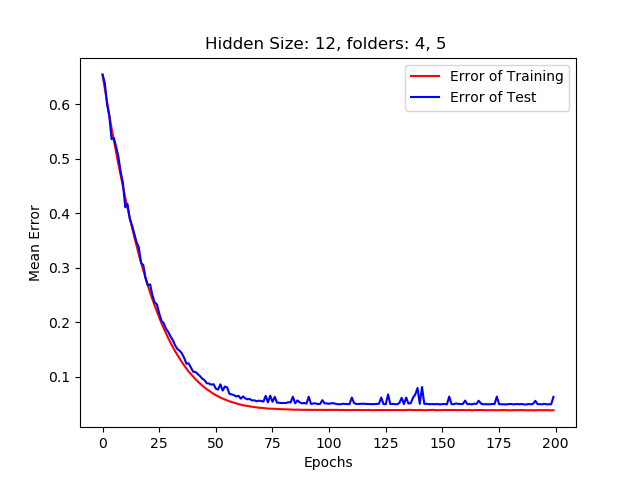 Hidden Size: 12, folders: 4, 5
Error of Training
Error of Test
Mean Error
0.6
0.5
0.4
0.3
0.2
0.1
0 25 50 75 100 125 150 175 200
Epochs